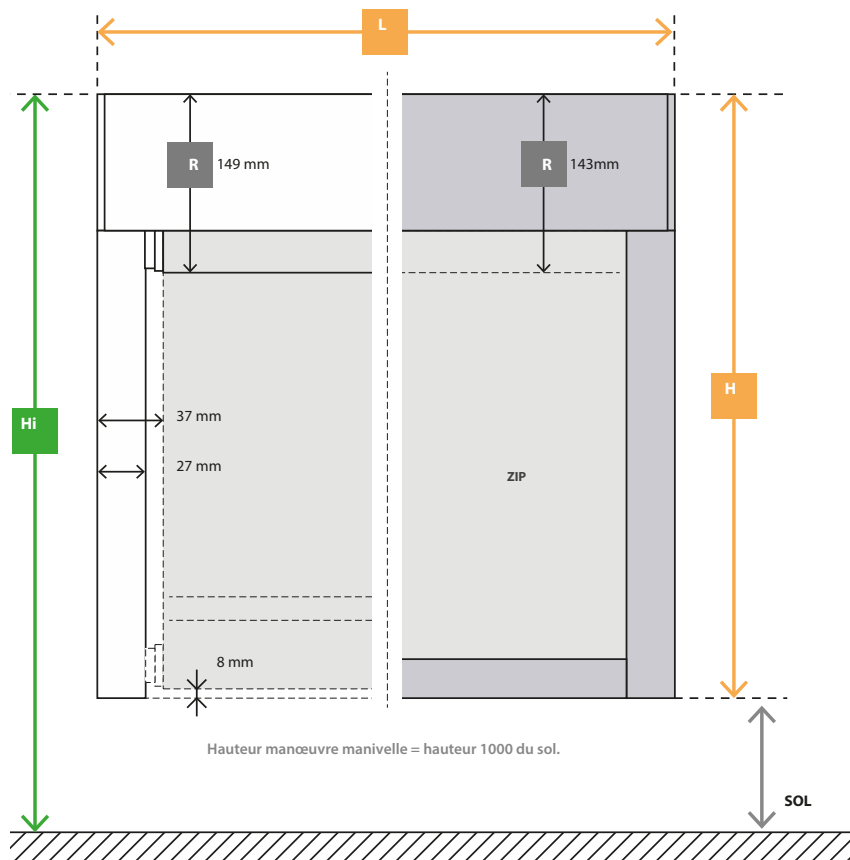 L
R 149 mm
R 143mm
H
Hi
37 mm
27 mm
ZIP
8 mm
Hauteur manœuvre manivelle = hauteur 1000 du sol.
SOL